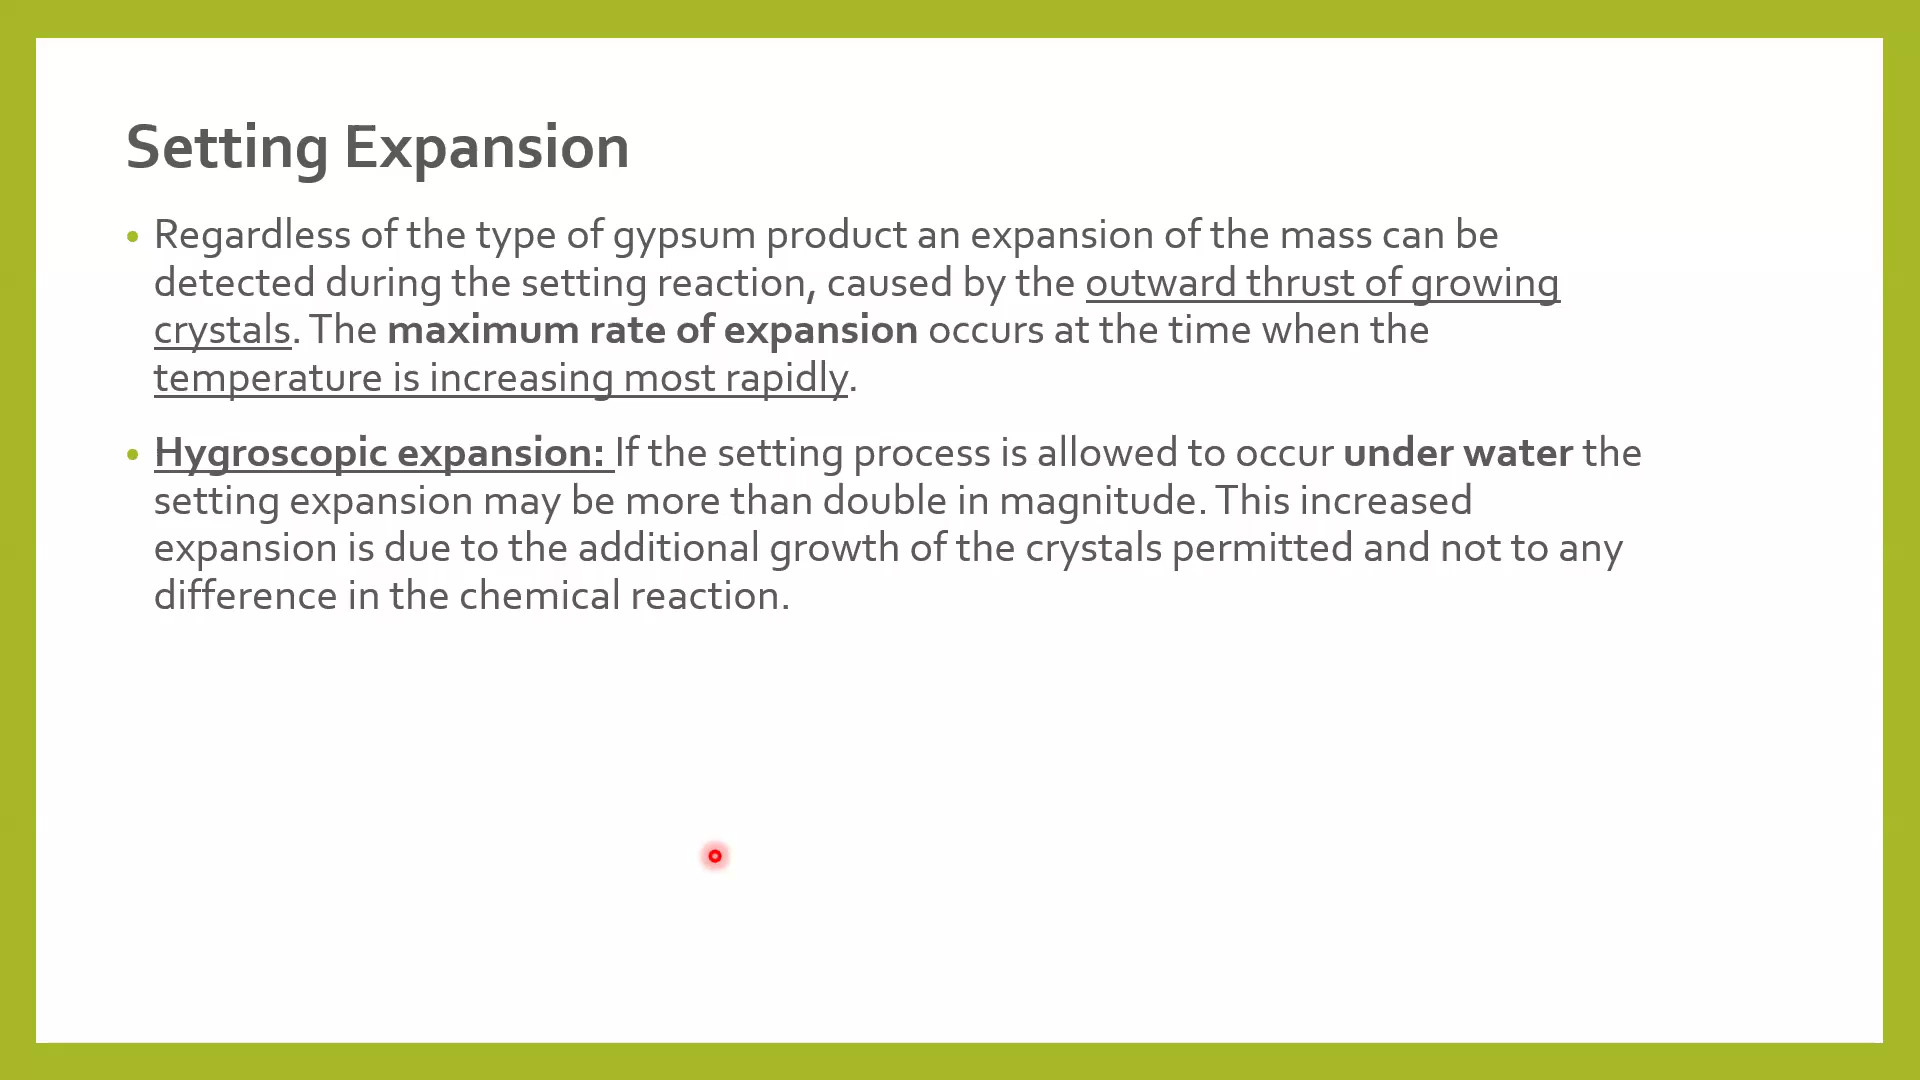 Setting Expansion
• Regardless of the type of gypsum product an expansion of the mass can be
detected during the setting reaction, caused by the outward thrust of growing
crystals. The maximum rate of expansion occurs at the time when the
temperature is increasing most rapidly.
• Hygroscopic expansion: If the setting process is allowed to occur under water the
setting expansion may be more than double in magnitude. This increased
expansion is due to the additional growth of the crystals permitted and not to any
difference in the chemical reaction.